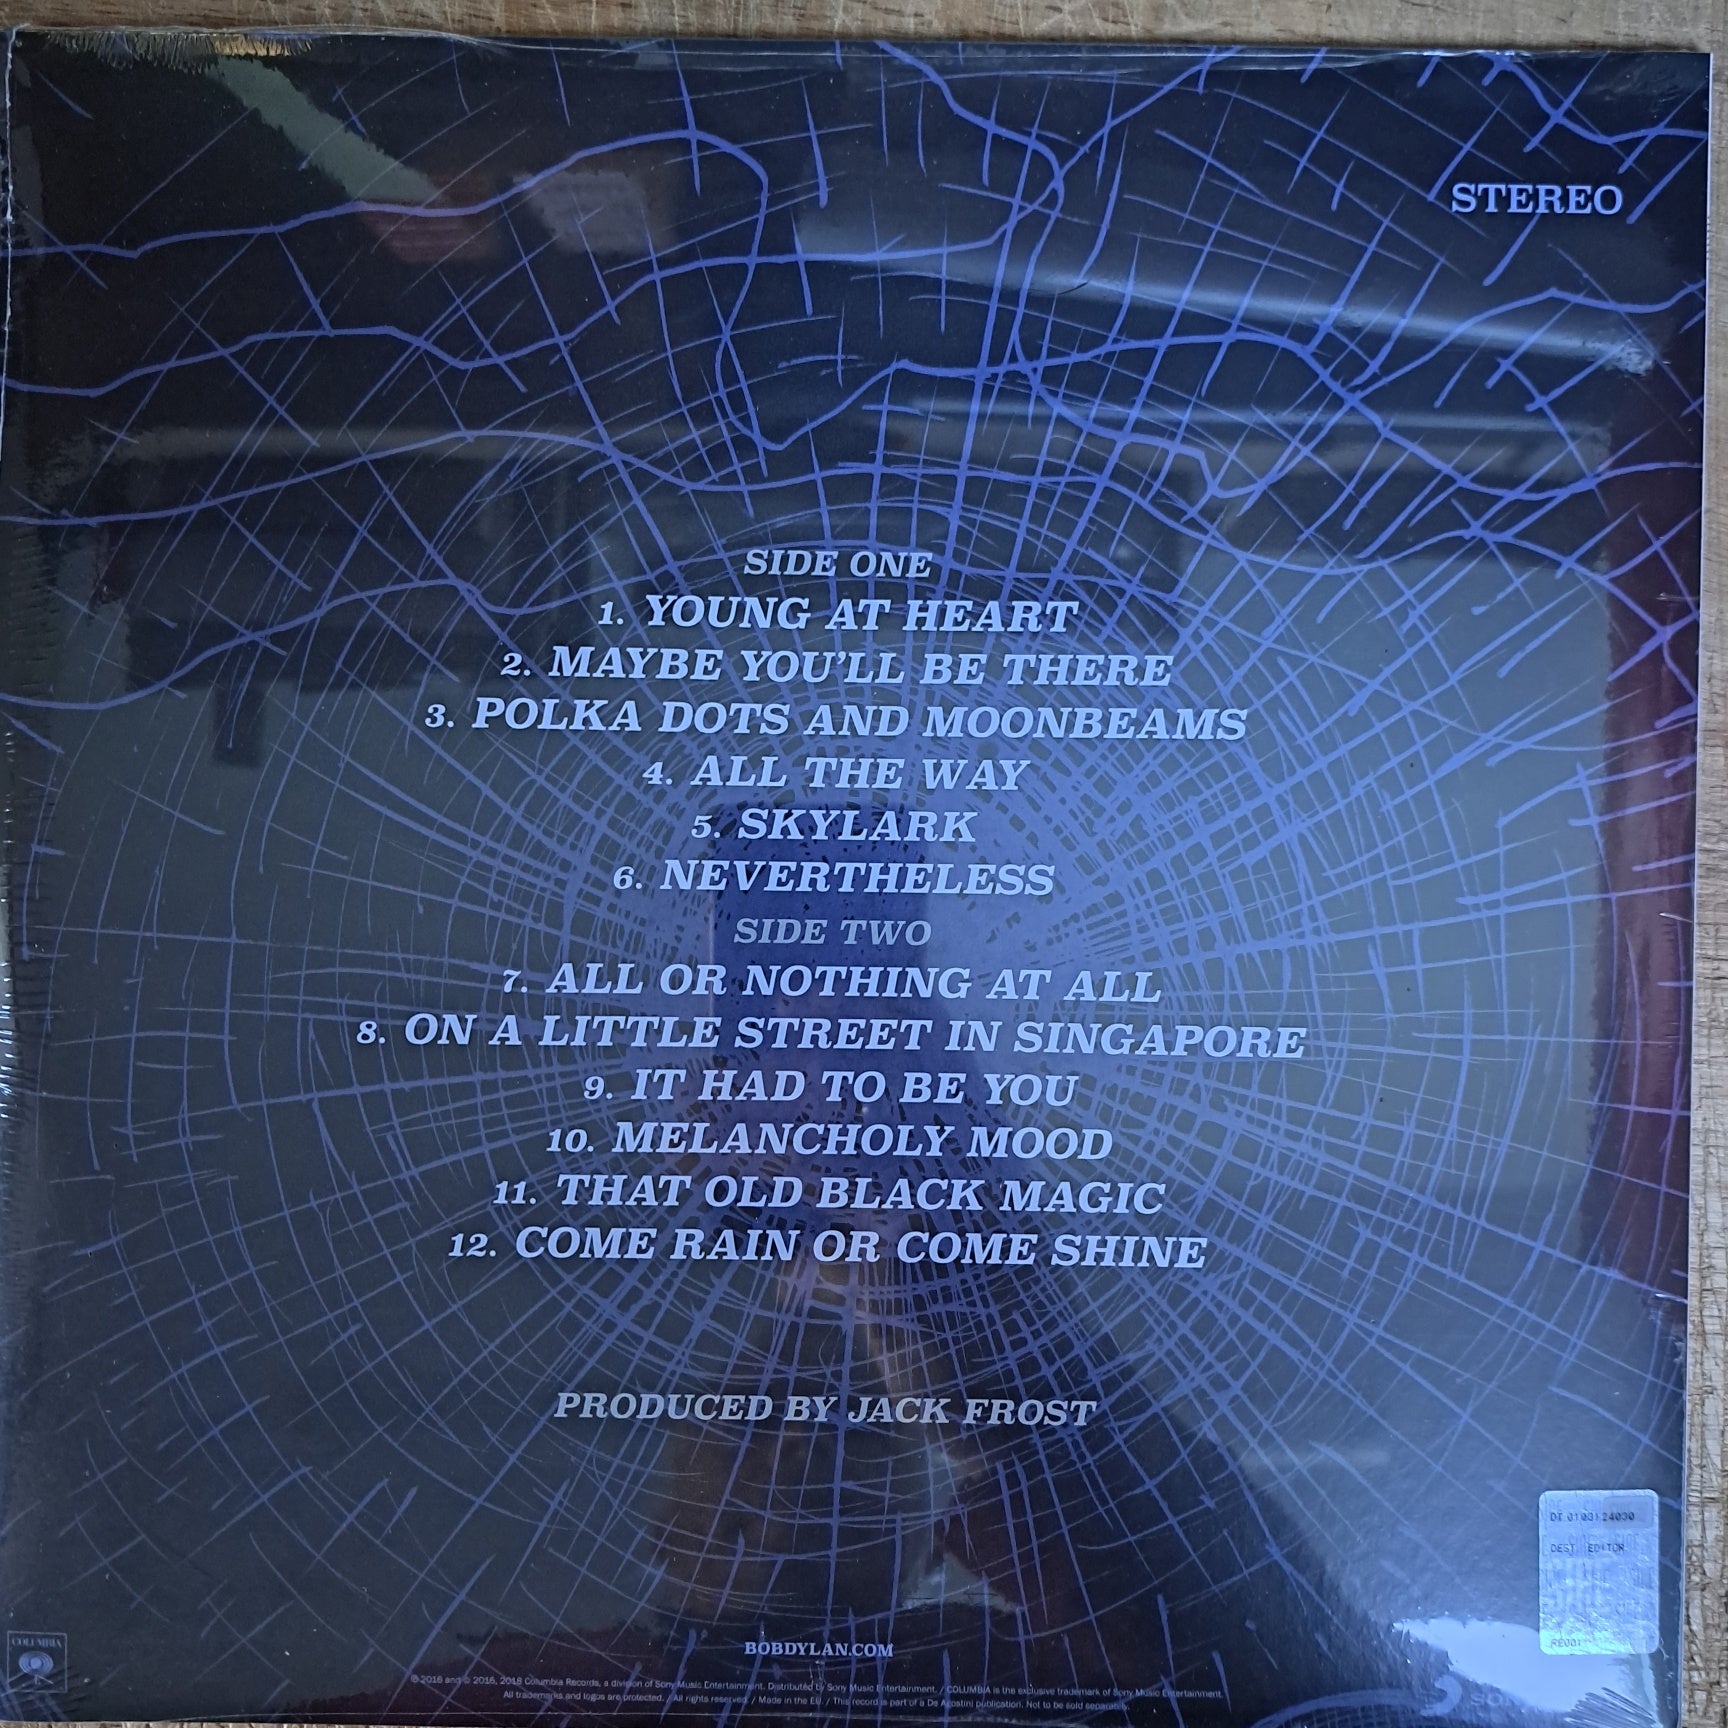 STEREO
SIDE ONE
1. YOUNG AT HEART
2. MAYBE YOU'LL BE THERE
3. POLKA DOTS AND MOONBEAMS
4. ALL THE WAY
5. SKYLARK
6. NEVERTHELESS
SIDE TWO
7. ALL OR NOTHING AT ALL
8. ON A LITTLE STREET IN SINGAPORE
9. IT HAD TO BE YOU
10. MELANCHOLY MOOD
11. THAT OLD BLACK MAGIC
12. COME RAIN OR COME SHINE
PRODUCED BY JACK FROST
DEST. EDITOR
COLUMBIA
BOBDYLAN.COM
℗ 2016 and © 2016, 2018 Columbia Records, a division of Sony Music Entertainment. Distributed by Sony Music Entertainment. / COLUMBIA is the exclusive trademark of Sony Music Entertainment.
All trademarks and logos are protected. / All rights reserved. / Made in the EU. / This record is part of a De Agostini publication. Not to be sold separately.